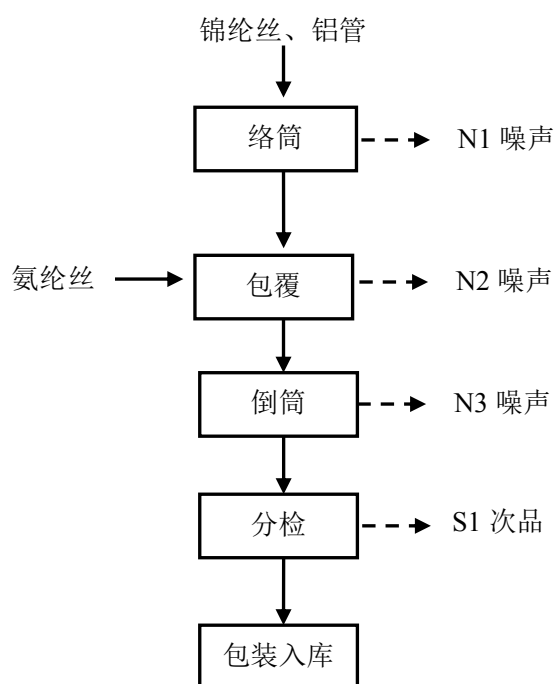 锦纶丝、铝管
络筒
N1 噪声
氨纶丝
包覆
N2 噪声
倒筒
N3 噪声
分检
S1 次品
包装入库